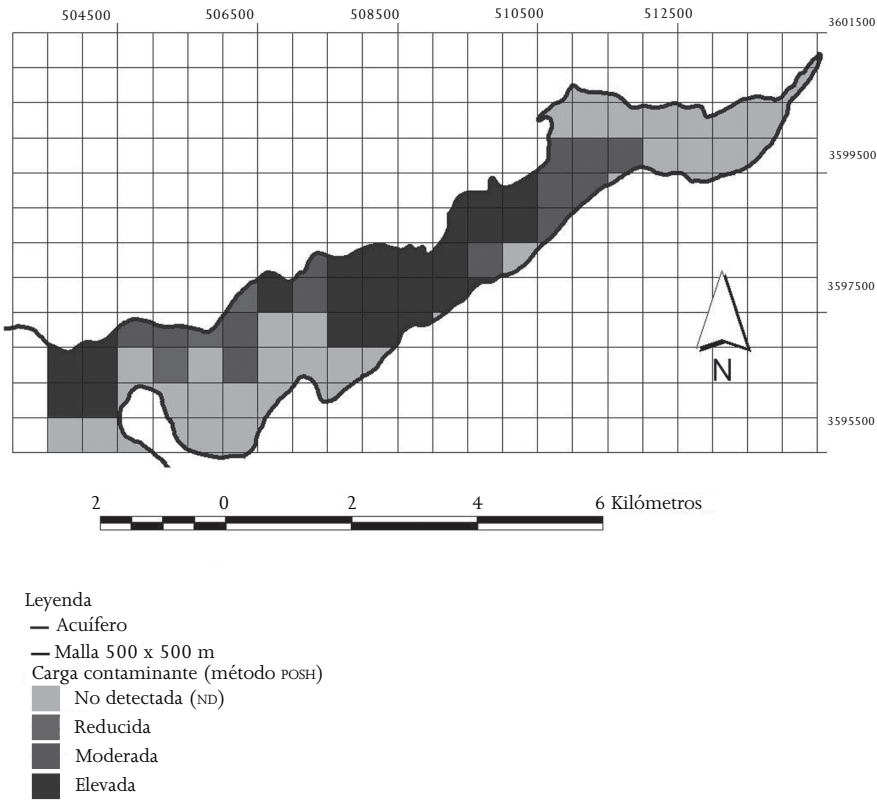 504500 506500 508500 510500 512500 3601500
3599500
3597500
N
3595500
2 0 2 4 6 Kilómetros
Leyenda
Acuífero
Malla 500 x 500 m
Carga contaminante (método POSH)
No detectada (ND)
Reducida
Moderada
Elevada